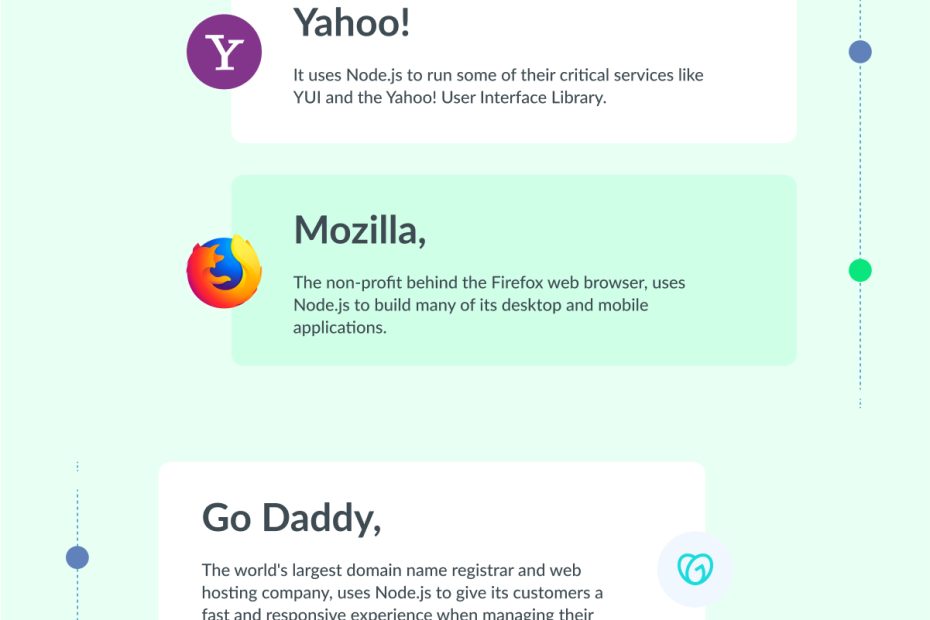 Yahoo!
Y
It uses Node.js to run some of their critical services like
YUI and the Yahoo! User Interface Library.
Mozilla,
The non-profit behind the Firefox web browser, uses
Node.js to build many of its desktop and mobile
applications.
Go Daddy,
The world's largest domain name registrar and web
hosting company, uses Node.js to give its customers a
fast and responsive experience when managing their